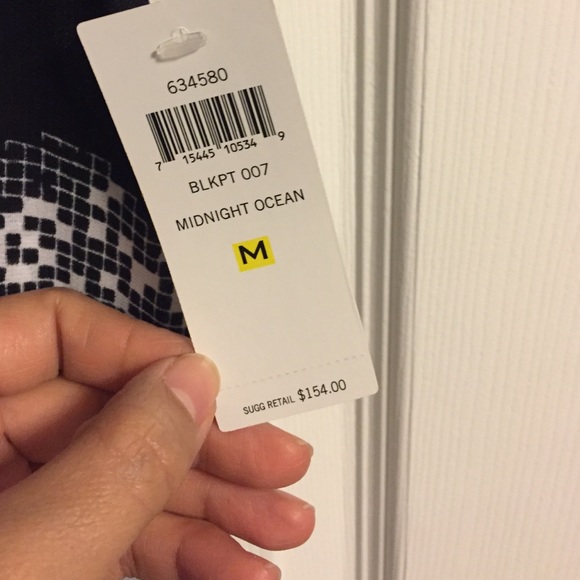 634580
7 15445 10534 9
BLKPT 007
MIDNIGHT OCEAN
M
SUGG RETAIL $154.00